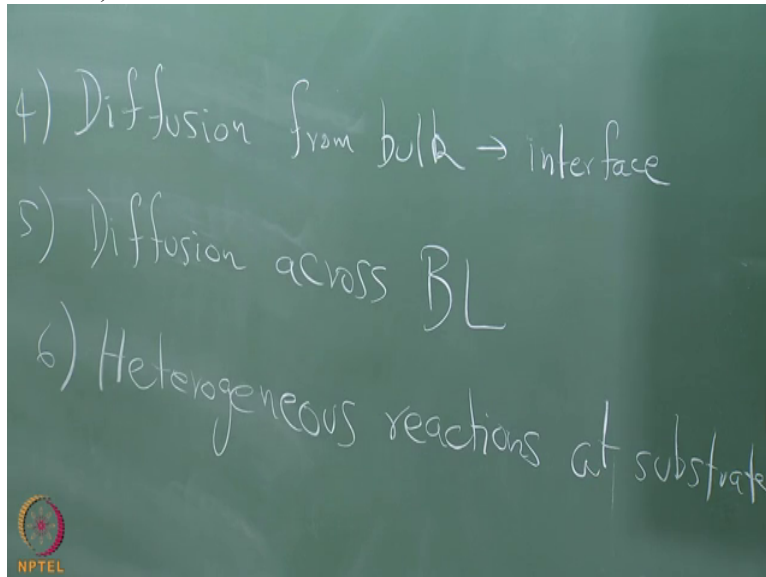 4) Diffusion from bulk → interface
5) Diffusion across BL
6) Heterogeneous reactions at substrate
NPTEL